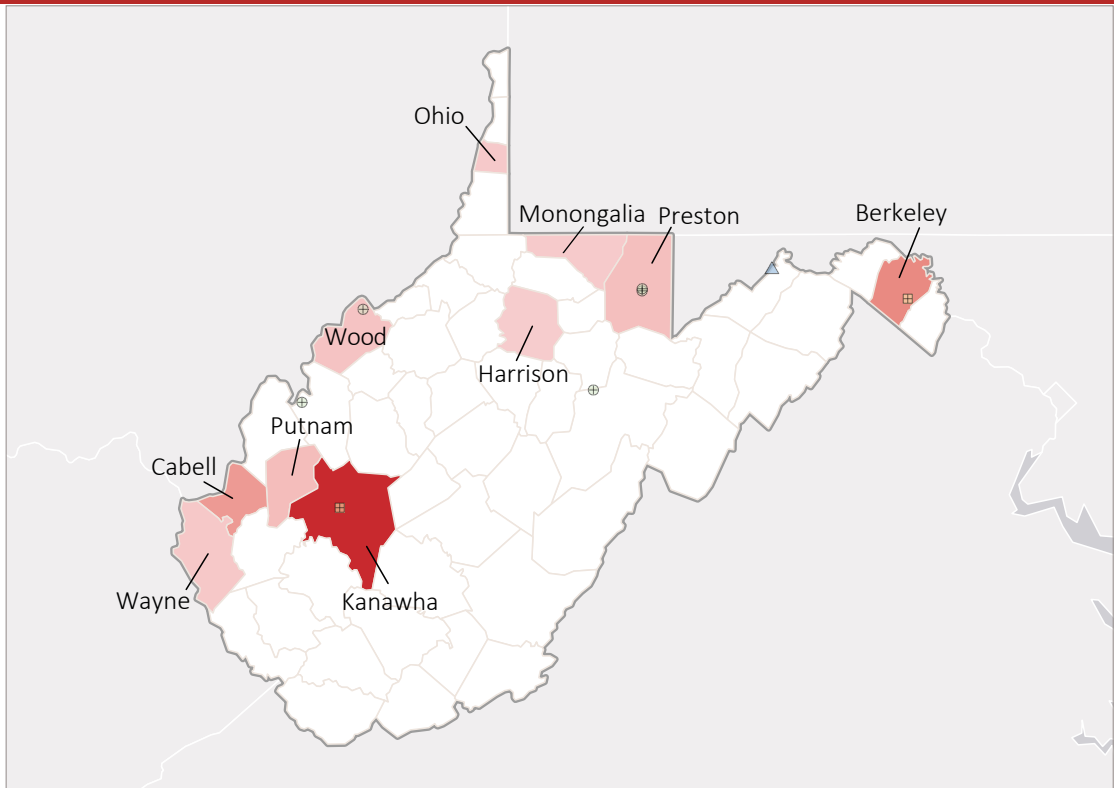 Ohio
Monongalia
Preston
Berkeley
Wood
Harrison
Putnam
Cabell
Wayne
Kanawha